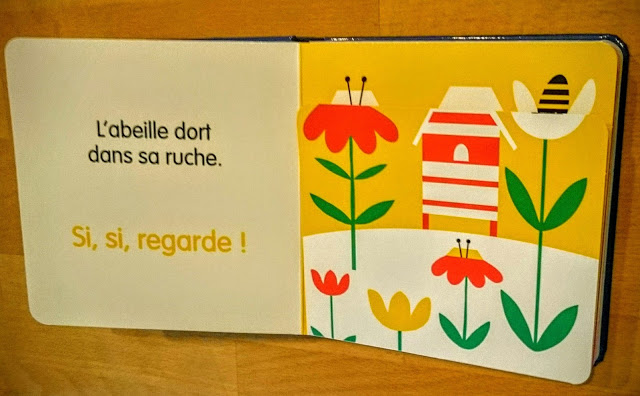 L'abeille dort
dans sa ruche.
Si, si, regarde !